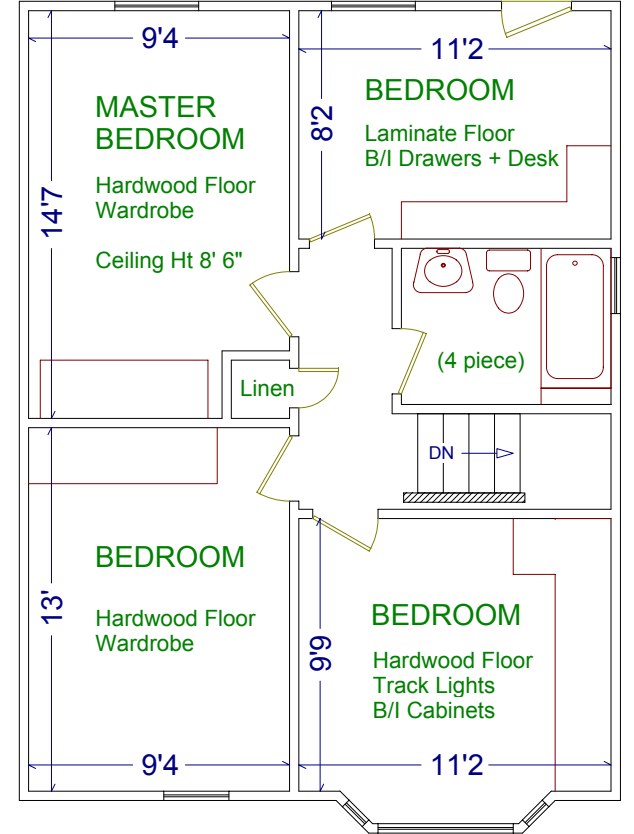 9'4
MASTER
BEDROOM
Hardwood Floor
Wardrobe
Ceiling Ht 8' 6"
14'7
11'2
BEDROOM
Laminate Floor
B/I Drawers + Desk
8'2
(4 piece)
Linen
DN
BEDROOM
Hardwood Floor
Wardrobe
13'
9'4
BEDROOM
Hardwood Floor
Track Lights
B/I Cabinets
9'9
11'2